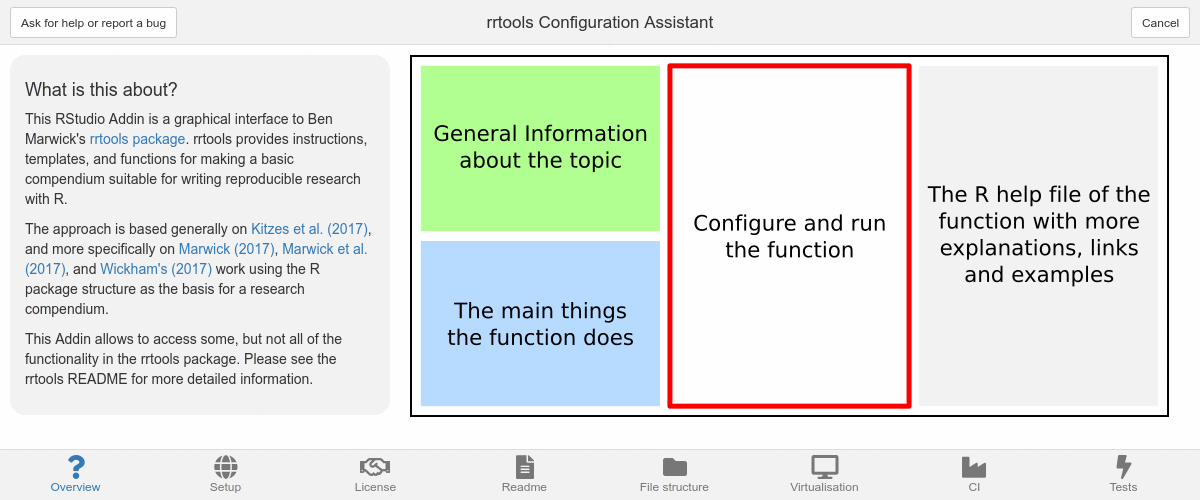 Ask for help or report a bug
rrtools Configuration Assistant
Cancel
What is this about?
This RStudio Addin is a graphical interface to Ben
Marwick's rrtools package. rrtools provides instructions,
templates, and functions for making a basic
compendium suitable for writing reproducible research
with R.
The approach is based generally on Kitzes et al. (2017),
and more specifically on Marwick (2017), Marwick et al.
(2017), and Wickham's (2017) work using the R
package structure as the basis for a research
compendium.
This Addin allows to access some, but not all of the
functionality in the rrtools package. Please see the
rrtools README for more detailed information.
General Information
about the topic
The main things
the function does
Configure and run
the function
The R help file of the
function with more
explanations, links
and examples
Overview
Setup
License
Readme
File structure
Virtualisation
CI
Tests